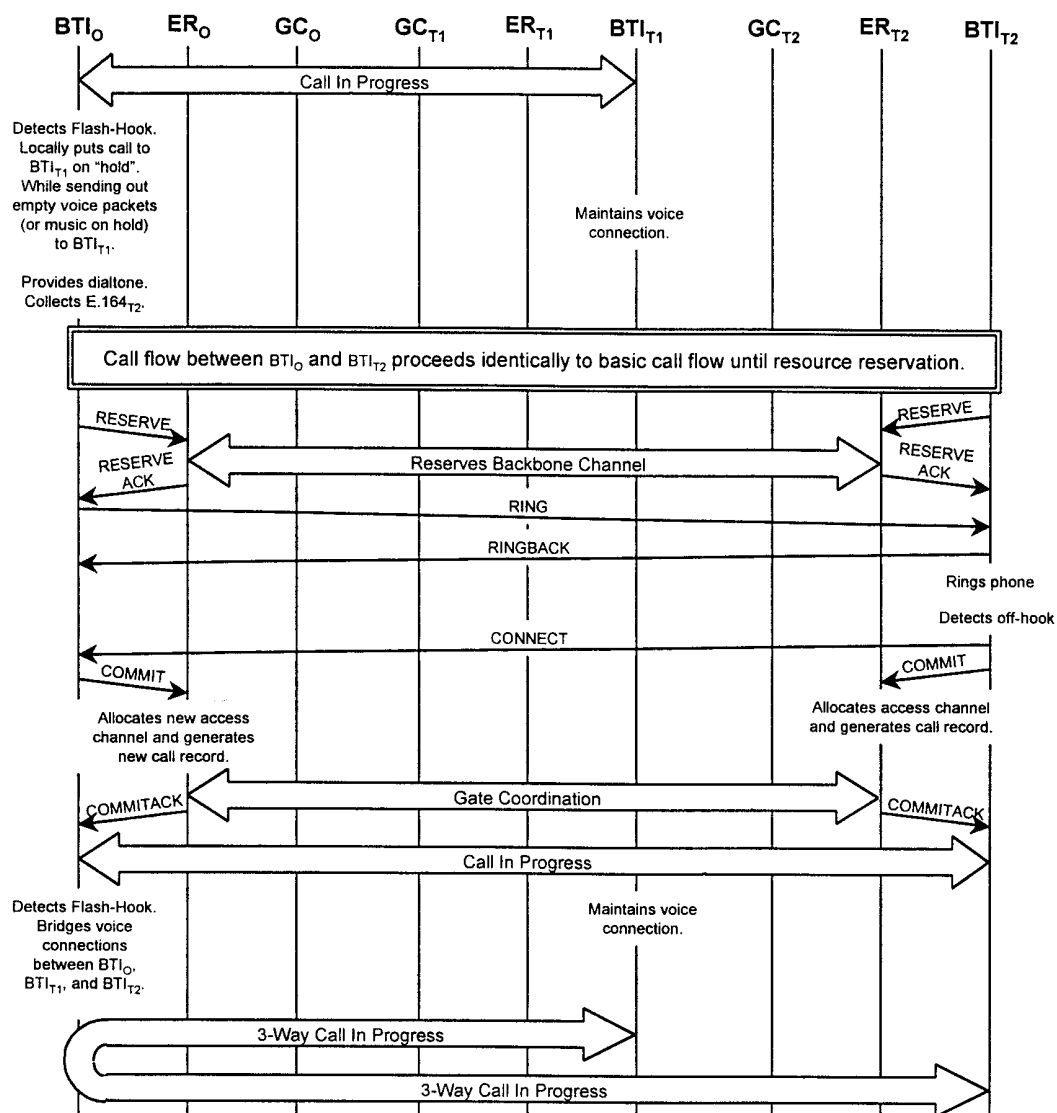 BTI_O ER_O GC_O GC_T1 ER_T1 BTI_T1 GC_T2 ER_T2 BTI_T2
Call In Progress
Detects Flash-Hook.
Locally puts call to
BTI_T1 on “hold”.
While sending out
empty voice packets
(or music on hold)
to BTI_T1.
Maintains voice
connection.
Provides dialtone.
Collects E.164_T2.
Call flow between BTI_O and BTI_T2 proceeds identically to basic call flow until resource reservation.
RESERVE
RESERVE
Reserves Backbone Channel
RESERVE
ACK
RESERVE
ACK
RING
RINGBACK
Rings phone
Detects off-hook
CONNECT
COMMIT
COMMIT
Allocates new access
channel and generates
new call record.
Allocates access channel
and generates call record.
Gate Coordination
COMMITACK
COMMITACK
Call In Progress
Detects Flash-Hook.
Bridges voice
connections
between BTI_O,
BTI_T1, and BTI_T2.
Maintains voice
connection.
3-Way Call In Progress
3-Way Call In Progress